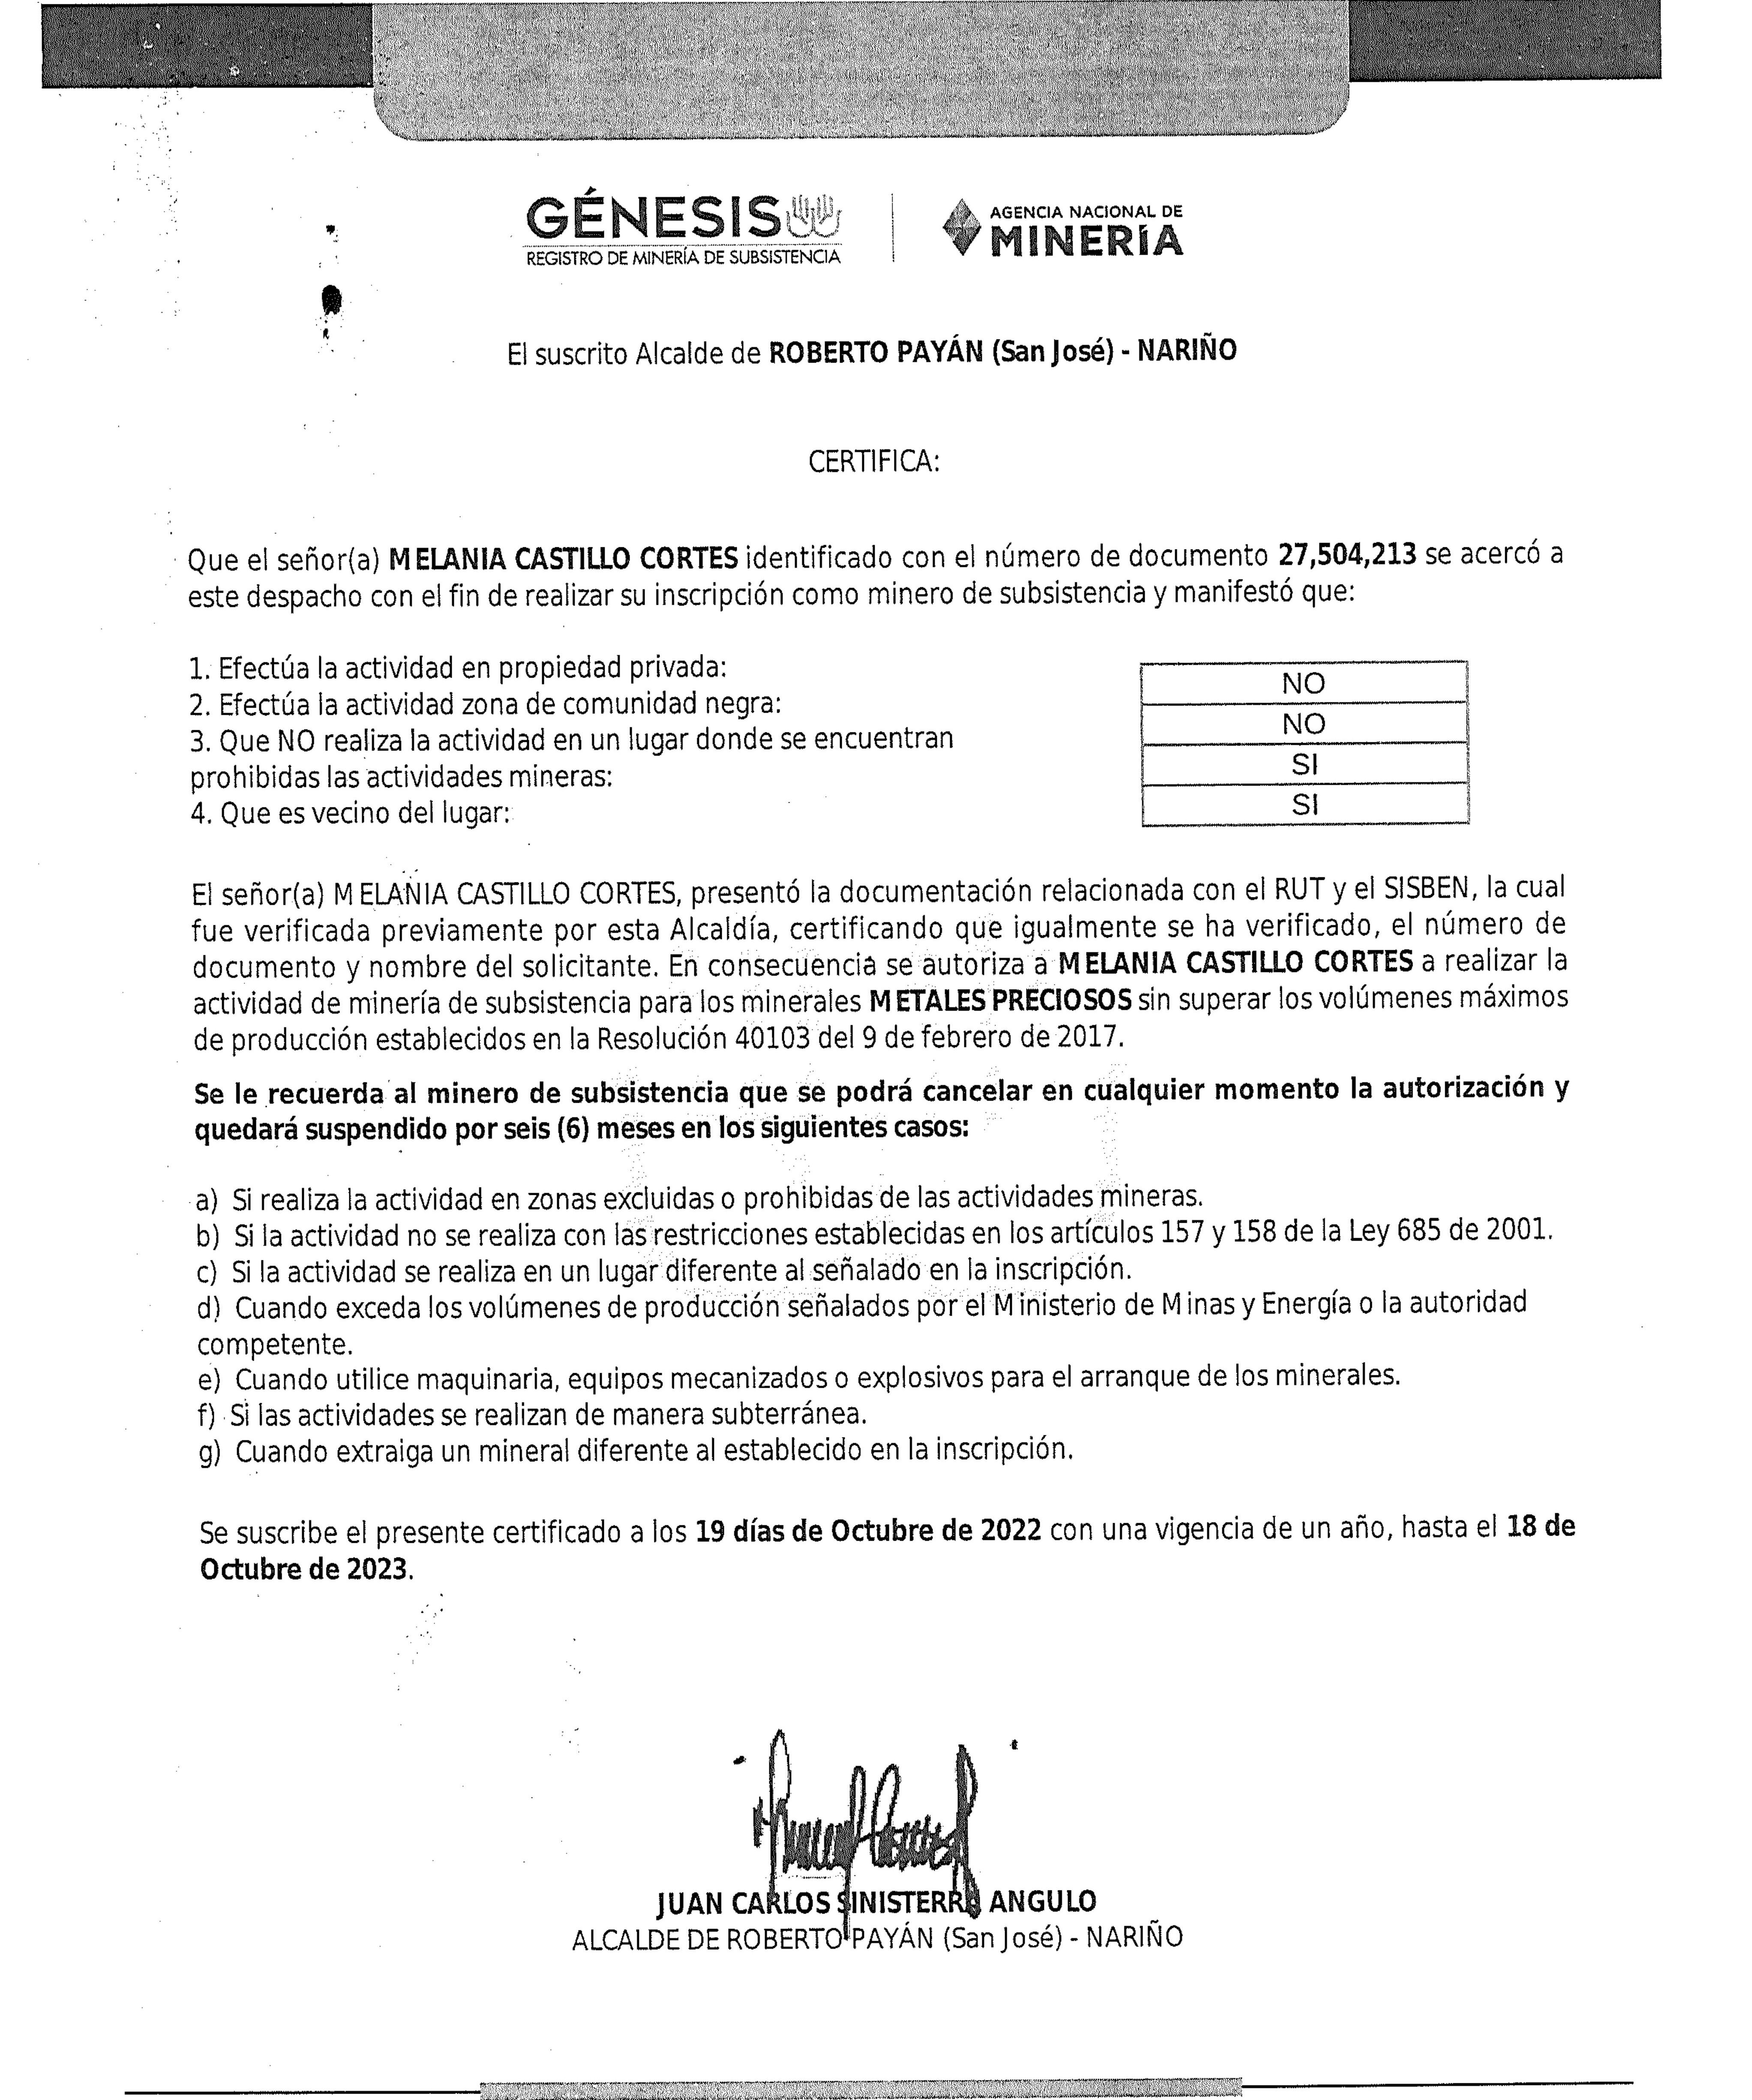 GÉNESIS
REGISTRO DE MINERÍA DE SUBSISTENCIA
AGENCIA NACIONAL DE
MINERÍA
El suscrito Alcalde de ROBERTO PAYÁN (San José) - NARIÑO
CERTIFICA:
Que el señor(a) MELANIA CASTILLO CORTES identificado con el número de documento 27,504,213 se acercó a
este despacho con el fin de realizar su inscripción como minero de subsistencia y manifestó que:
1. Efectúa la actividad en propiedad privada: NO
2. Efectúa la actividad zona de comunidad negra: NO
3. Que NO realiza la actividad en un lugar donde se encuentran
prohibidas las actividades mineras: SI
4. Que es vecino del lugar: SI
El señor(a) MELANIA CASTILLO CORTES, presentó la documentación relacionada con el RUT y el SISBEN, la cual
fue verificada previamente por esta Alcaldía, certificando que igualmente se ha verificado, el número de
documento y nombre del solicitante. En consecuencia se autoriza a MELANIA CASTILLO CORTES a realizar la
actividad de minería de subsistencia para los minerales METALES PRECIOSOS sin superar los volúmenes máximos
de producción establecidos en la Resolución 40103 del 9 de febrero de 2017.
Se le recuerda al minero de subsistencia que se podrá cancelar en cualquier momento la autorización y
quedará suspendido por seis (6) meses en los siguientes casos:
a) Si realiza la actividad en zonas excluidas o prohibidas de las actividades mineras.
b) Si la actividad no se realiza con las restricciones establecidas en los artículos 157 y 158 de la Ley 685 de 2001.
c) Si la actividad se realiza en un lugar diferente al señalado en la inscripción.
d) Cuando exceda los volúmenes de producción señalados por el Ministerio de Minas y Energía o la autoridad
competente.
e) Cuando utilice maquinaria, equipos mecanizados o explosivos para el arranque de los minerales.
f) Si las actividades se realizan de manera subterránea.
g) Cuando extraiga un mineral diferente al establecido en la inscripción.
Se suscribe el presente certificado a los 19 días de Octubre de 2022 con una vigencia de un año, hasta el 18 de
Octubre de 2023.
JUAN CARLOS SINISTERRA ANGULO
ALCALDE DE ROBERTO PAYÁN (San José) - NARIÑO